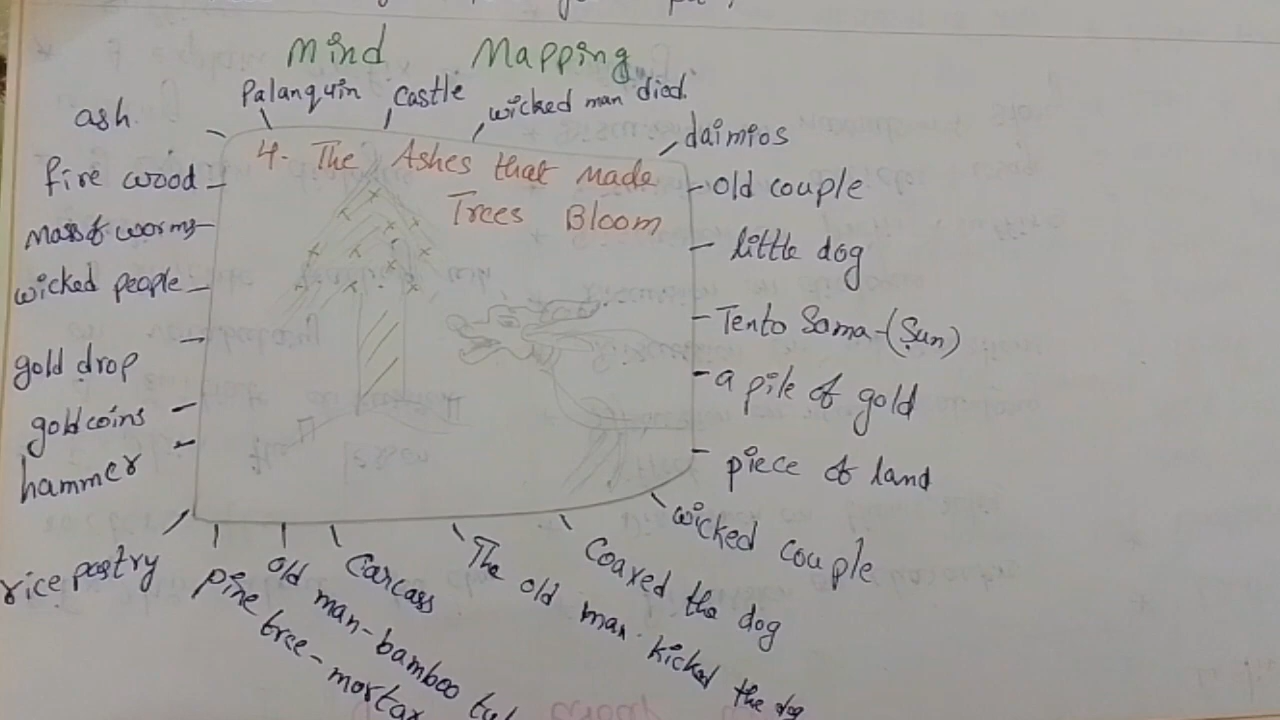 Mind Mapping
Palanquin
castle
wicked man died.
daimios
old couple
little dog
Tento Sama-(Sun)
a pile of gold
piece of land
wicked couple
coaxed the dog
The old man kicked the dog
carcass
old man-bamboo
pine tree-mortar
rice pastry
hammer
gold coins
gold drop
wicked people
Mass of worms
fire wood
ash.
4. The Ashes that made
Trees Bloom